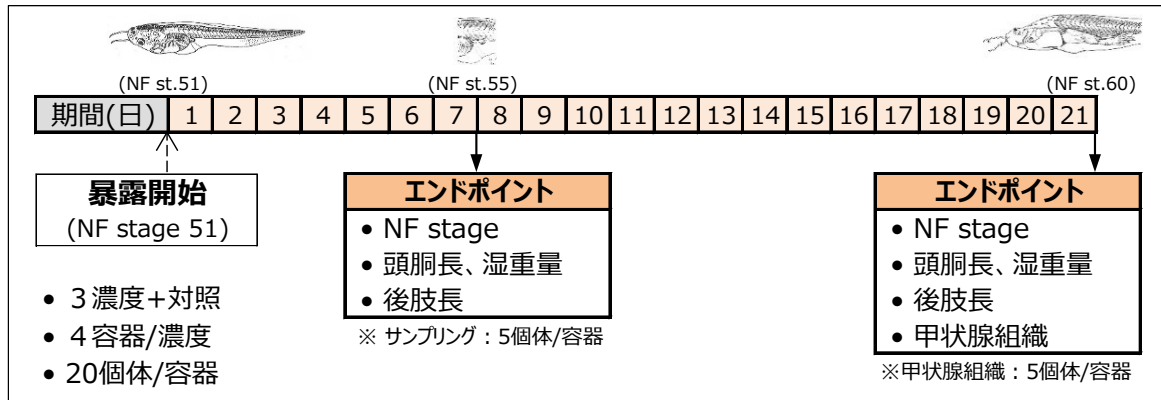 (NF st.51)
(NF st.55)
(NF st.60)
期間(日) 1 2 3 4 5 6 7 8 9 10 11 12 13 14 15 16 17 18 19 20 21
暴露開始
(NF stage 51)
• 3濃度+対照
• 4容器/濃度
• 20個体/容器
エンドポイント
• NF stage
• 頭胴長、湿重量
• 後肢長
※ サンプリング：5個体/容器
エンドポイント
• NF stage
• 頭胴長、湿重量
• 後肢長
• 甲状腺組織
※甲状腺組織：5個体/容器